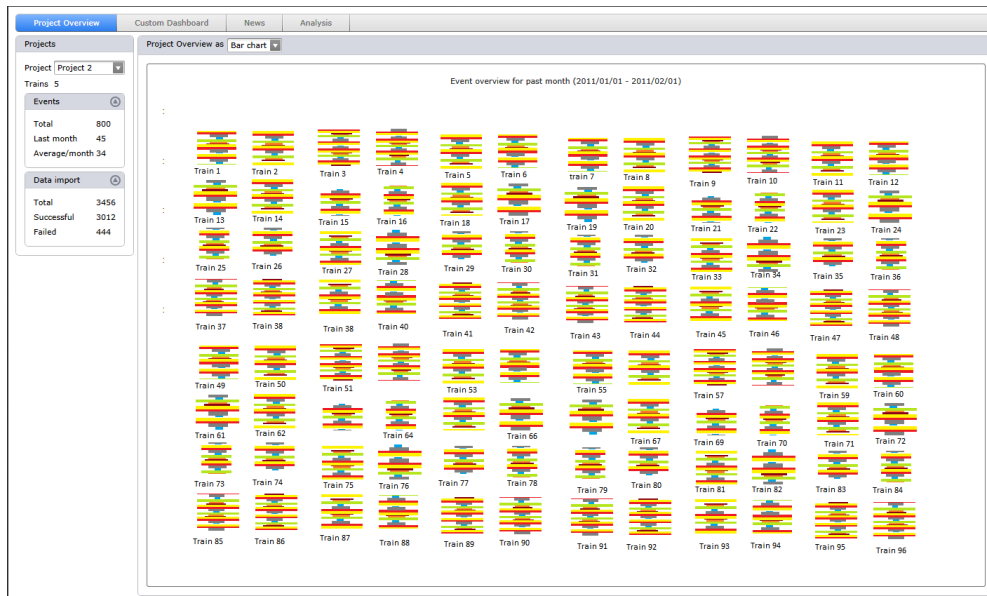 Project Overview Custom Dashboard News Analysis
Projects
Project Project 2
Trains 5
Events
Total 800
Last month 45
Average/month 34
Data import
Total 3456
Successful 3012
Failed 444
Project Overview as Bar chart
Event overview for past month (2011/01/01 - 2011/02/01)
:
:
Train 1 Train 2 Train 3 Train 4 Train 5 Train 6 train 7 Train 8 Train 9 Train 10 Train 11 Train 12
:
Train 13 Train 14 Train 15 Train 16 Train 18 Train 17 Train 19 Train 20 Train 21 Train 22 Train 23 Train 24
:
Train 25 Train 26 Train 27 Train 28 Train 29 Train 30 Train 31 Train 32 Train 33 Train 34 Train 35 Train 36
:
Train 37 Train 38 Train 38 Train 40 Train 41 Train 42 Train 43 Train 44 Train 45 Train 46 Train 47 Train 48
Train 49 Train 50 Train 51 Train 53 Train 55 Train 57 Train 59 Train 60
Train 61 Train 62 Train 64 Train 66 Train 67 Train 69 Train 70 Train 71 Train 72
Train 73 Train 74 Train 75 Train 76 Train 77 Train 78 Train 79 Train 80 Train 81 Train 82 Train 83 Train 84
Train 85 Train 86 Train 87 Train 88 Train 89 Train 90 Train 91 Train 92 Train 93 Train 94 Train 95 Train 96